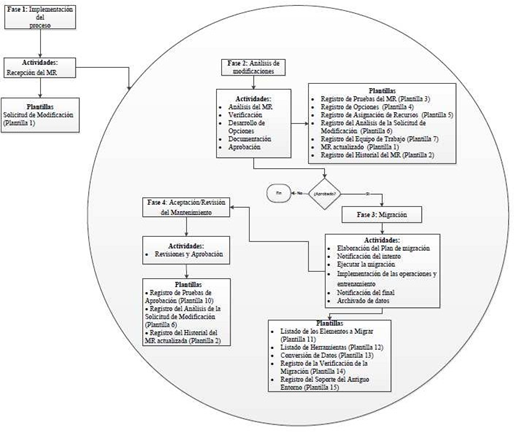 Fase 1: Implementación
del
proceso
Actividades:
Recepción del MR
Plantillas
Solicitud de Modificación
(Plantilla 1)
Fase 2: Análisis de
modificaciones
Actividades:
• Análisis del MR
• Verificación
• Desarrollo de
Opciones
• Documentación
• Aprobación
Plantillas
• Registro de Pruebas del MR (Plantilla 3)
• Registro de Opciones (Plantilla 4)
• Registro de Asignación de Recursos (Plantilla 5)
• Registro del Análisis de la Solicitud de
Modificación (Plantilla 6)
• Registro del Equipo de Trabajo (Plantilla 7)
• MR actualizado (Plantilla 1)
• Registro del Historial del MR (Plantilla 2)
¿Aprobado?
No
Fase 3: Migración
Actividades:
• Elaboración del Plan de migración
• Notificación del intento
• Ejecutar la migración
• Implementación de las operaciones y
entrenamiento
• Notificación del final
• Archivado de datos
Plantillas
• Listado de los Elementos a Migrar
(Plantilla 11)
• Listado de Herramientas (Plantilla 12)
• Conversión de Datos (Plantilla 13)
• Registro de la Verificación de la
Migración (Plantilla 14)
• Registro del Soporte del Antiguo
Entorno (Plantilla 15)
Fase 4: Aceptación/Revisión
del Mantenimiento
Actividades:
• Revisiones y Aprobación
Plantillas
• Registro de Pruebas de
Aprobación (Plantilla 10)
• Registro del Análisis de la
Solicitud de Modificación
(Plantilla 6)
• Registro del Historial del
MR actualizada (Plantilla 2)